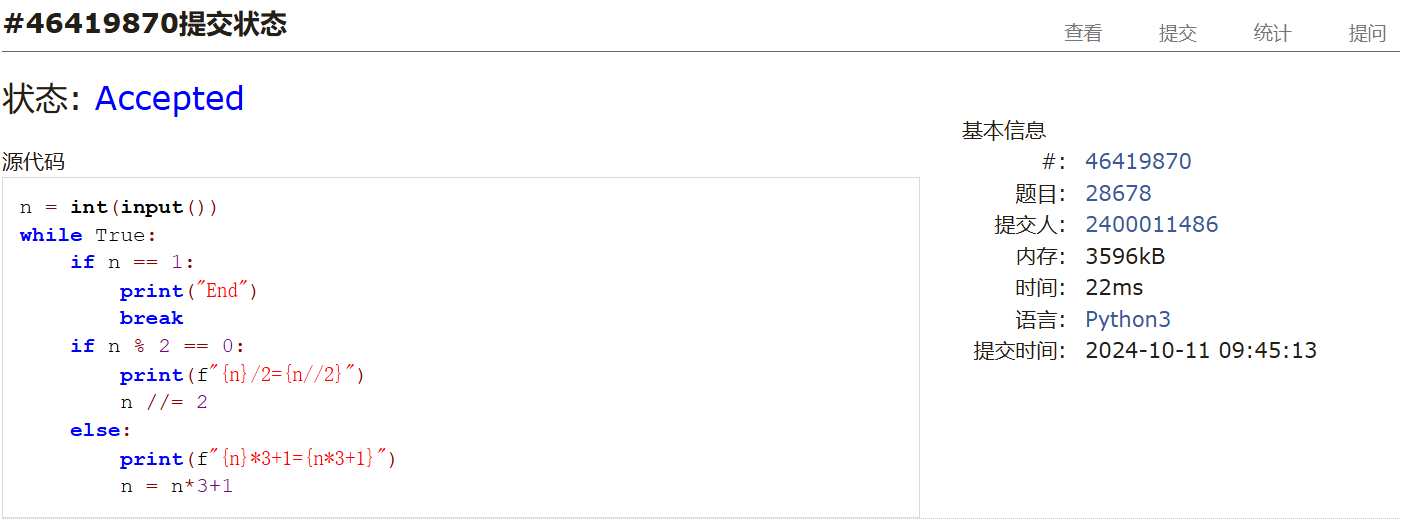 #46419870提交状态
查看 提交 统计 提问
状态: Accepted
源代码
n = int(input())
while True:
    if n == 1:
        print("End")
        break
    if n % 2 == 0:
        print(f"{n}/2={n//2}")
        n //= 2
    else:
        print(f"{n}*3+1={n*3+1}")
        n = n*3+1
基本信息
#: 46419870
题目: 28678
提交人: 2400011486
内存: 3596kB
时间: 22ms
语言: Python3
提交时间: 2024-10-11 09:45:13